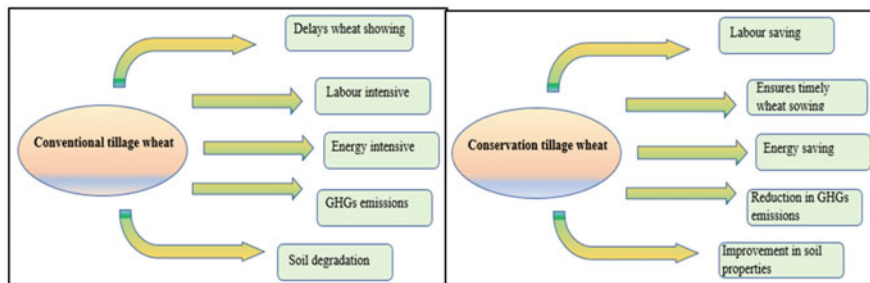 Delays wheat showing
Labour intensive
Conventional tillage wheat
Energy intensive
GHGs emissions
Soil degradation
Labour saving
Ensures timely
wheat sowing
Conservation tillage wheat
Energy saving
Reduction in GHGs
emissions
Improvement in soil
properties